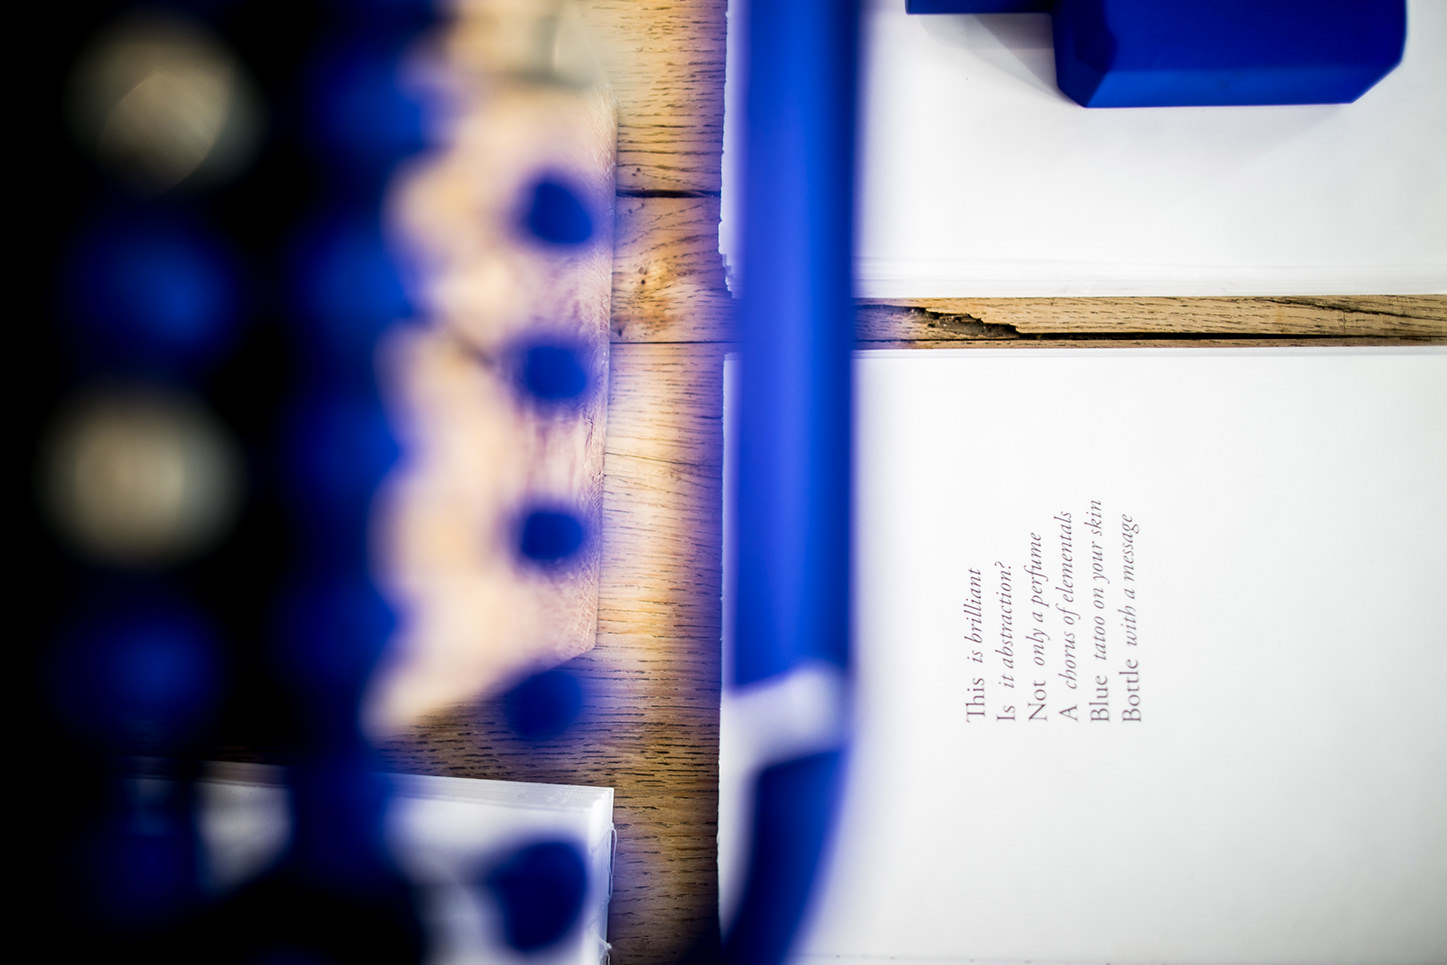 This is brilliant
Is it abstraction?
Not only a perfume
A chorus of elementals
Blue tatoo on your skin
Bottle with a message